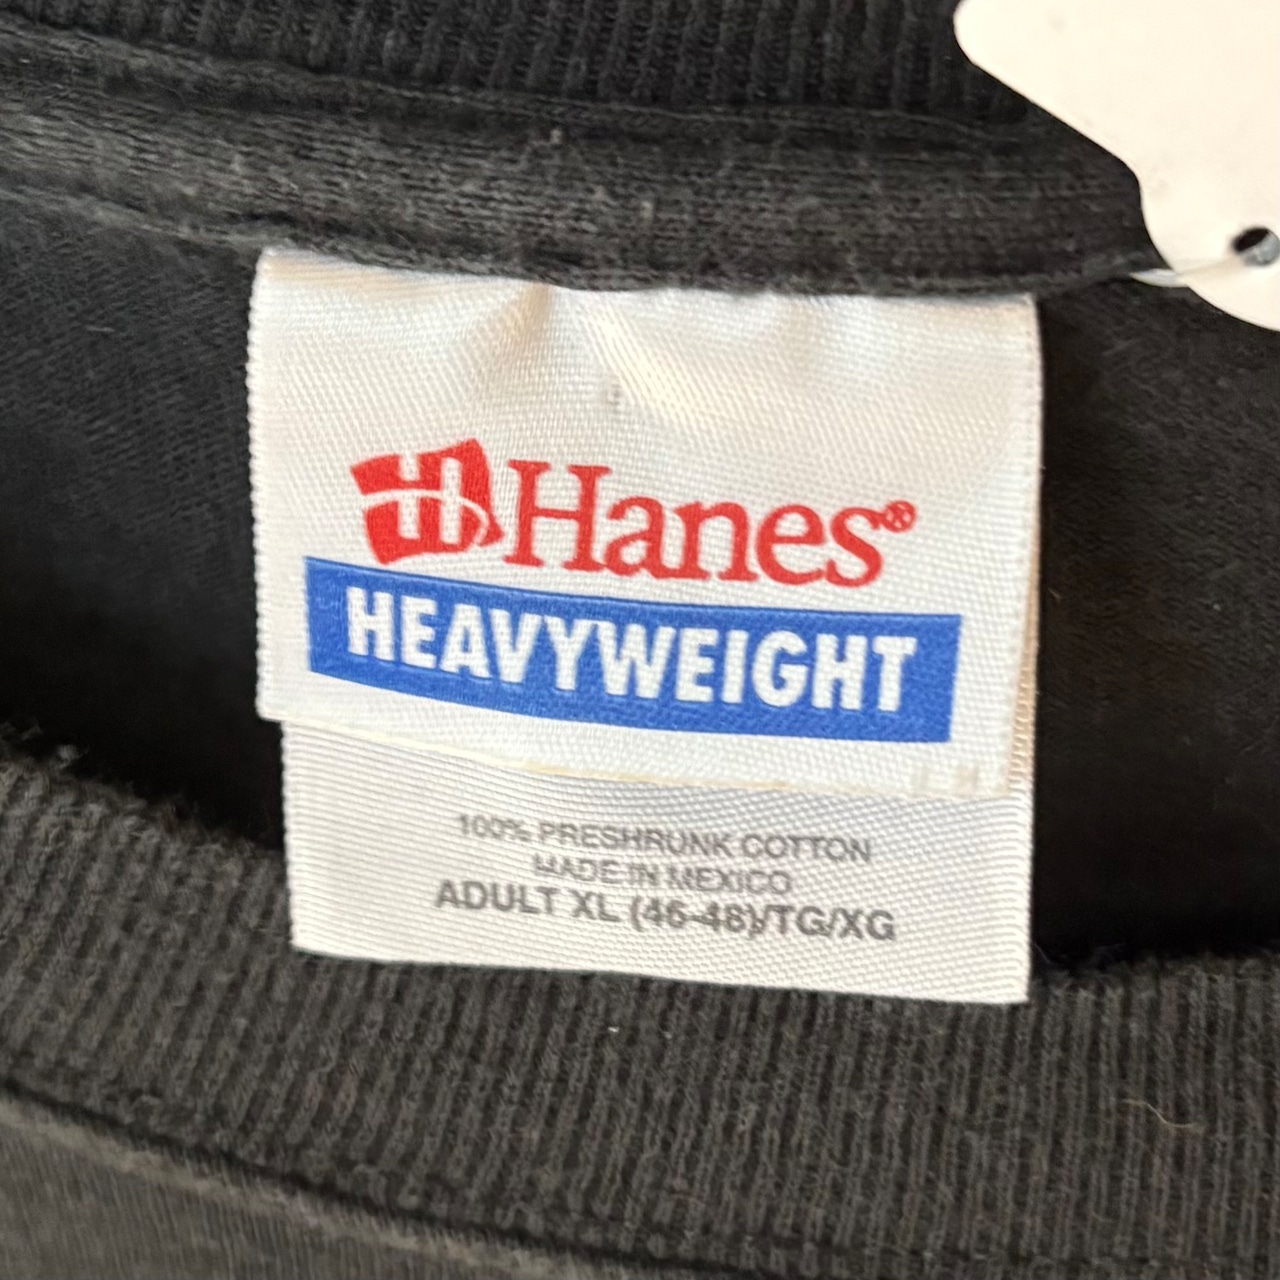 Hanes®
HEAVYWEIGHT
100% PRESHRUNK COTTON
MADE IN MEXICO
ADULT XL (46-48)/TG/XG